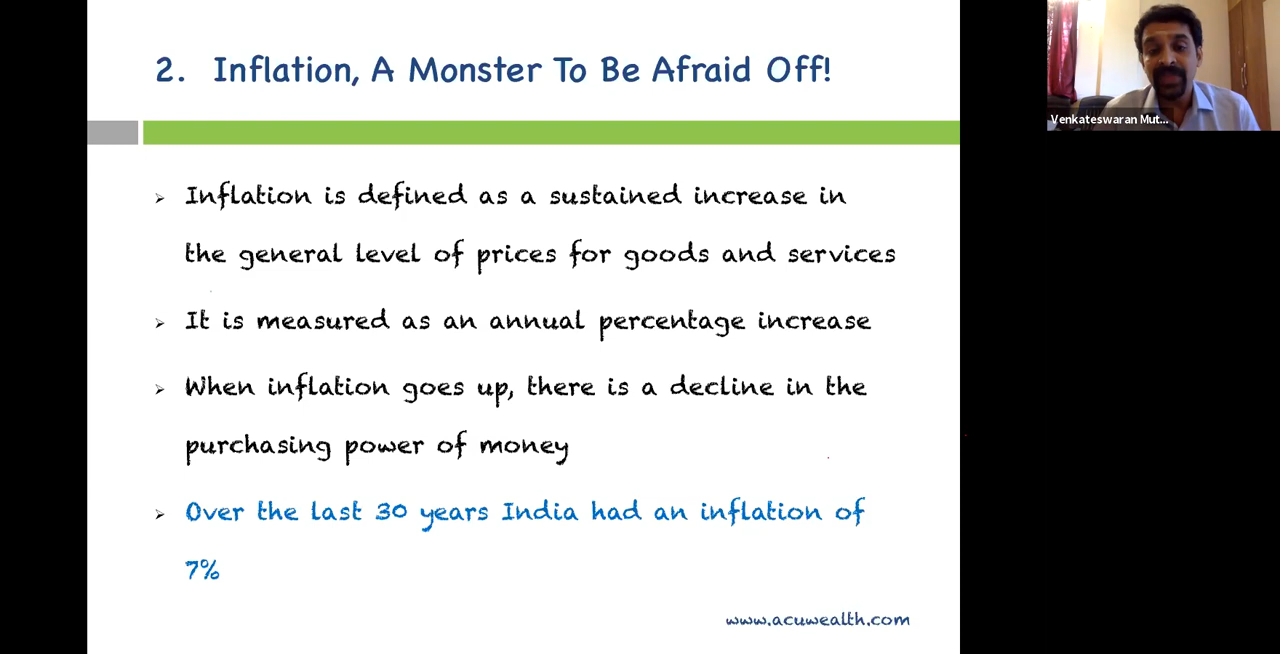 2. Inflation, A Monster To Be Afraid Off!
Venkateswaran Mut...
Inflation is defined as a sustained increase in
the general level of prices for goods and services
It is measured as an annual percentage increase
When inflation goes up, there is a decline in the
purchasing power of money
Over the last 30 years India had an inflation of
7%
www.acuwealth.com